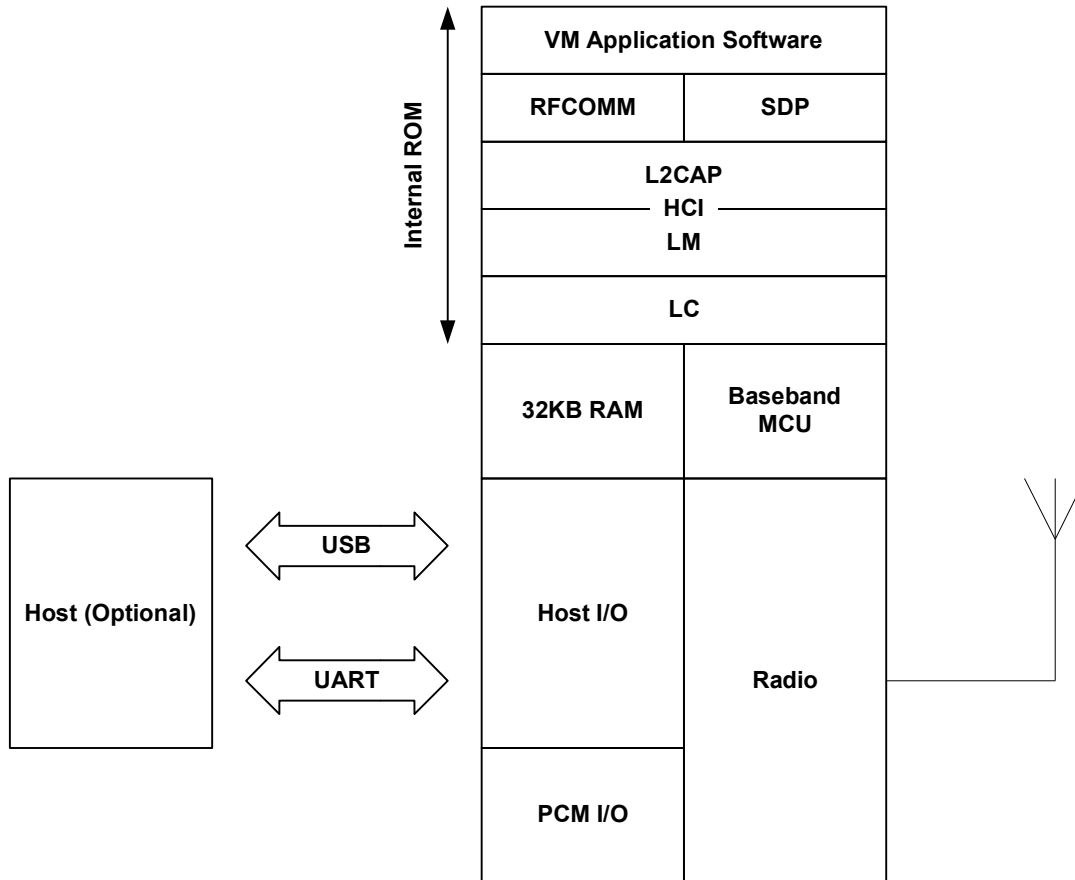 VM Application Software
RFCOMM
SDP
Internal ROM
L2CAP
HCI
LM
LC
32KB RAM
Baseband
MCU
USB
Host (Optional)
Host I/O
UART
Radio
PCM I/O